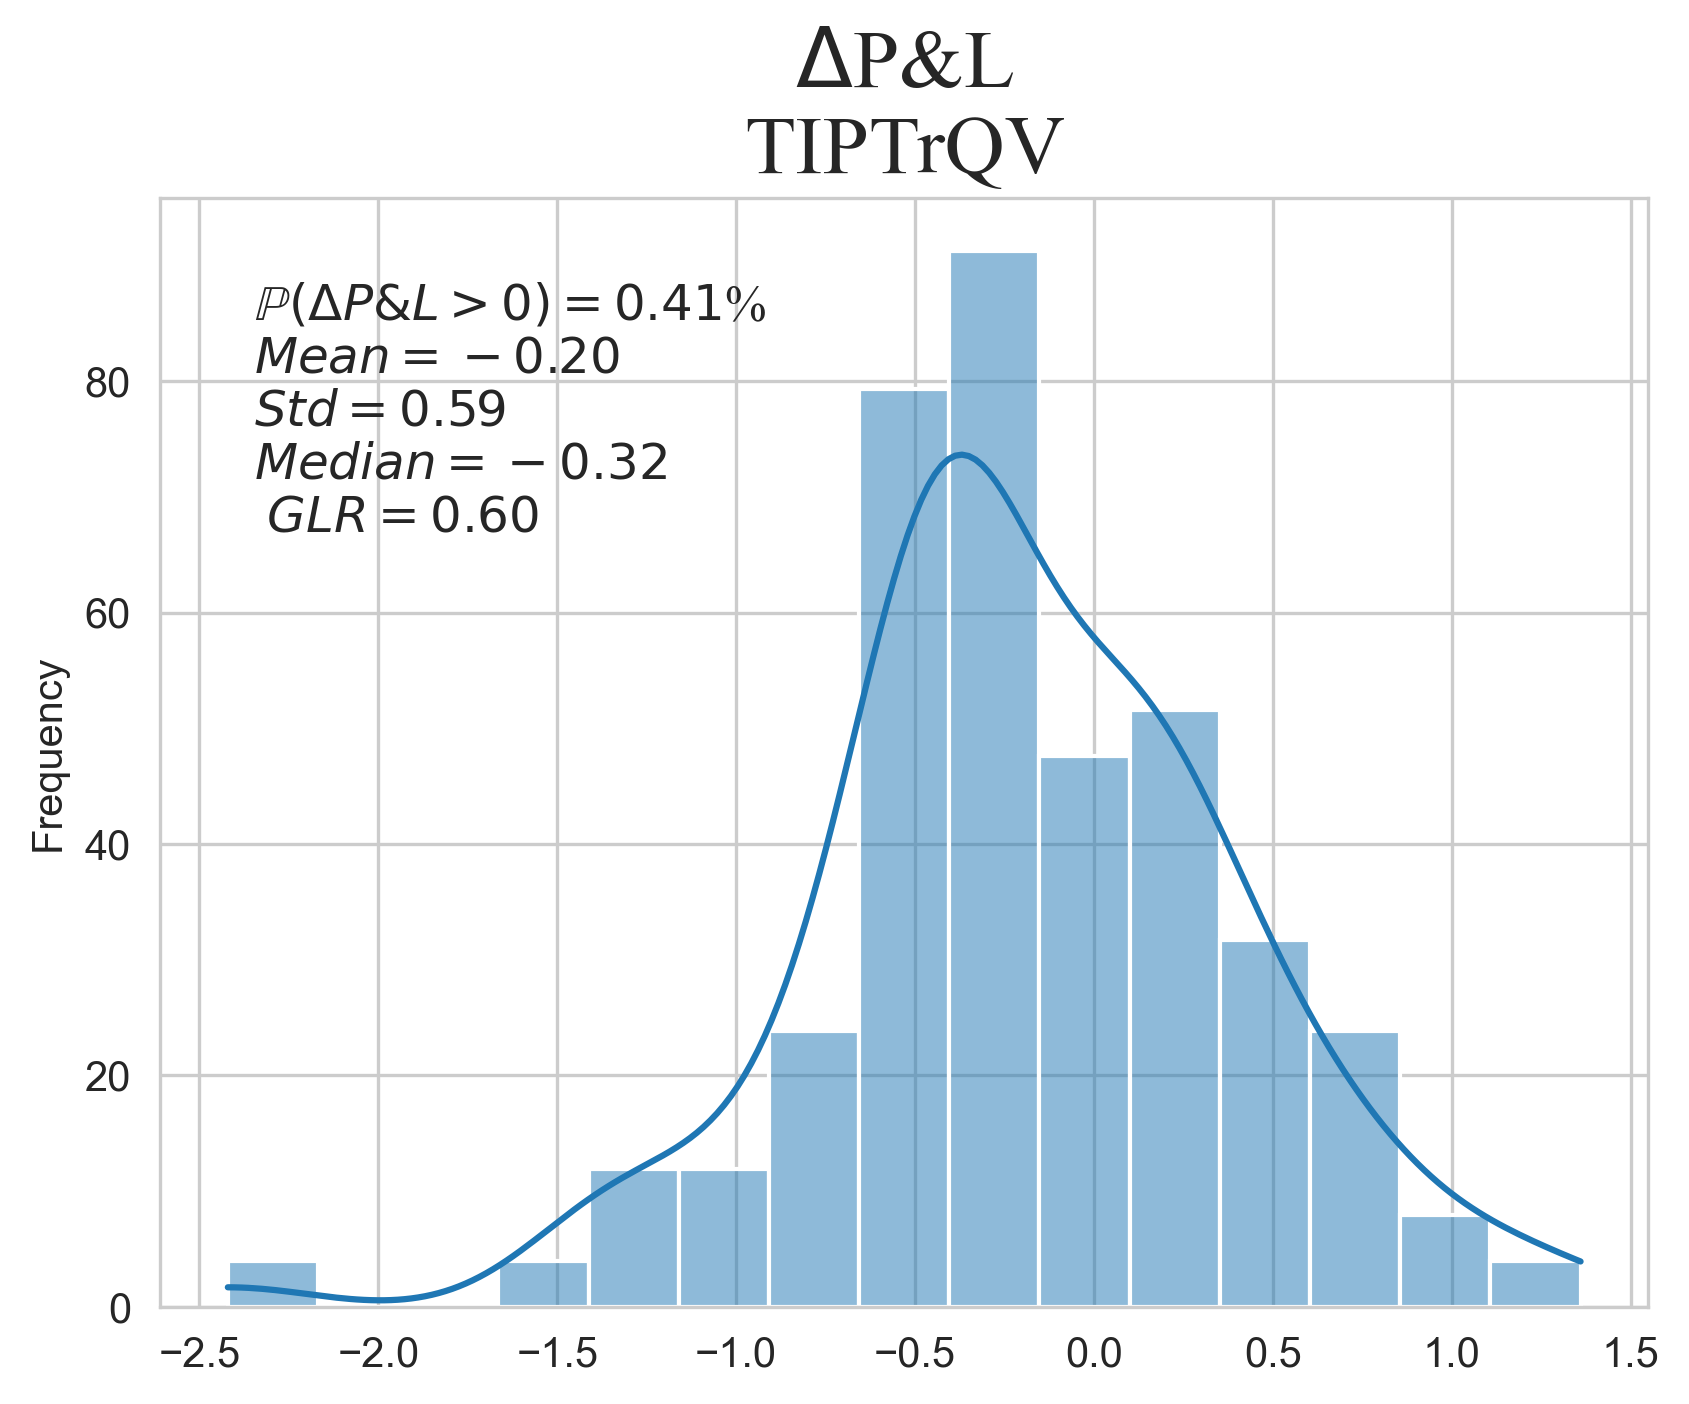 ΔP&L
TIPTrQV
ℙ(ΔP&L > 0) = 0.41%
Mean = −0.20
Std = 0.59
Median = −0.32
GLR = 0.60
Frequency
80
60
40
20
0
−2.5 −2.0 −1.5 −1.0 −0.5 0.0 0.5 1.0 1.5